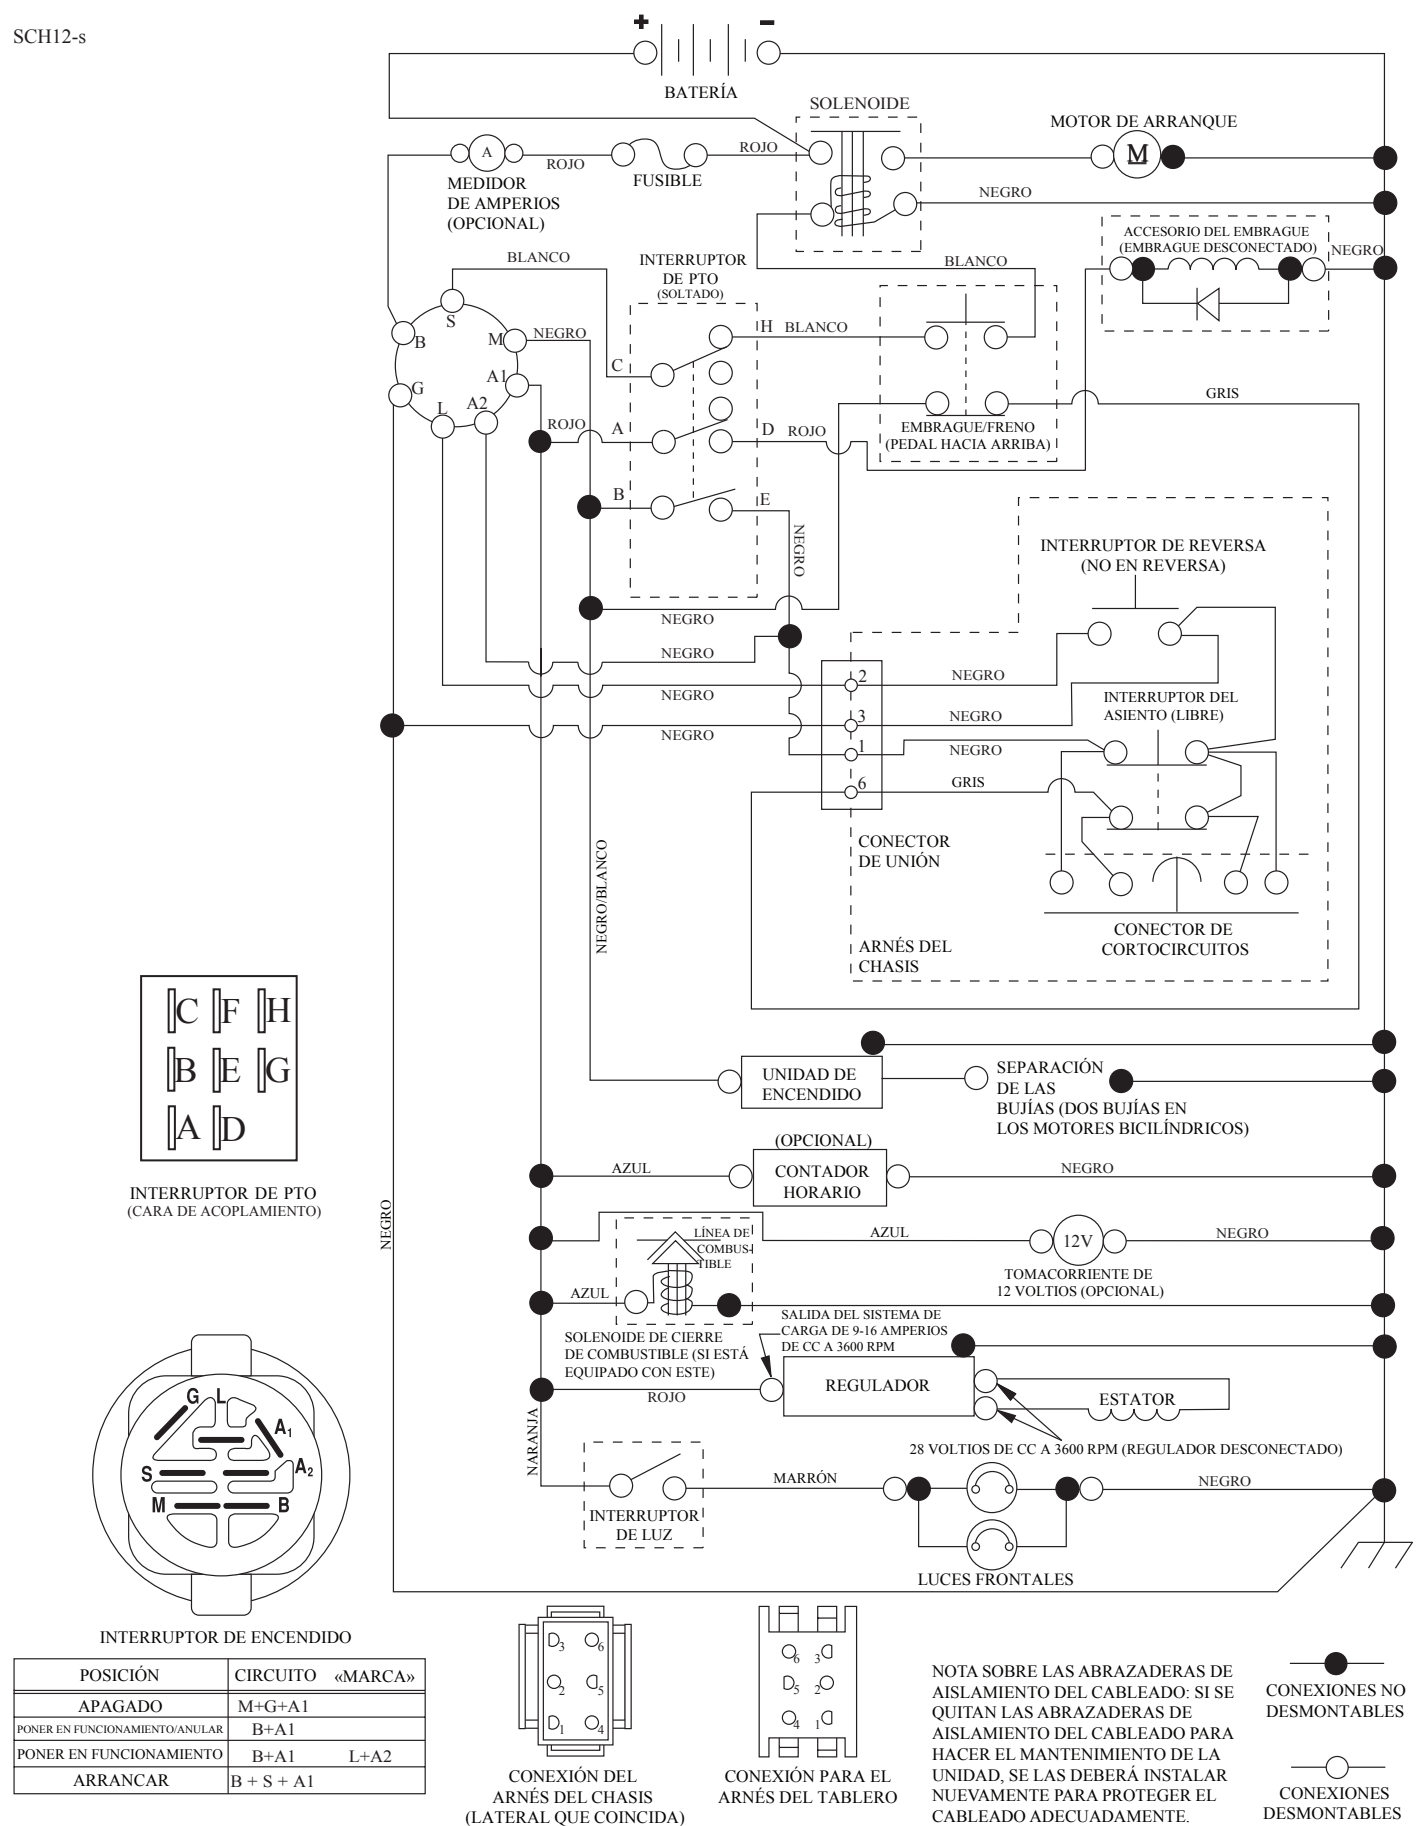 SCH12-s
+
−
BATERÍA
SOLENOIDE
MOTOR DE ARRANQUE
A
ROJO
ROJO
M
MEDIDOR
DE AMPERIOS
(OPCIONAL)
FUSIBLE
NEGRO
ACCESORIO DEL EMBRAGUE
(EMBRAGUE DESCONECTADO)
NEGRO
BLANCO
INTERRUPTOR
DE PTO
(SOLTADO)
BLANCO
S
B
M
NEGRO
H
BLANCO
C
G
A1
L
A2
GRIS
ROJO
A
D
ROJO
EMBRAGUE/FRENO
(PEDAL HACIA ARRIBA)
B
E
NEGRO
INTERRUPTOR DE REVERSA
(NO EN REVERSA)
NEGRO
NEGRO
2
NEGRO
NEGRO
INTERRUPTOR DEL
ASIENTO (LIBRE)
3
NEGRO
NEGRO
1
NEGRO
6
GRIS
CONECTOR
DE UNIÓN
NEGRO/BLANCO
CONECTOR DE
CORTOCIRCUITOS
ARNÉS DEL
CHASIS
C F H
B E G
A D
INTERRUPTOR DE PTO
(CARA DE ACOPLAMIENTO)
UNIDAD DE
ENCENDIDO
SEPARACIÓN
DE LAS
BUJÍAS (DOS BUJÍAS EN
LOS MOTORES BICILÍNDRICOS)
(OPCIONAL)
AZUL
CONTADOR
HORARIO
NEGRO
NEGRO
LÍNEA DE
COMBUS-
TIBLE
AZUL
12V
NEGRO
TOMACORRIENTE DE
12 VOLTIOS (OPCIONAL)
AZUL
SOLENOIDE DE CIERRE
DE COMBUSTIBLE (SI ESTÁ
EQUIPADO CON ESTE)
SALIDA DEL SISTEMA DE
CARGA DE 9-16 AMPERIOS
DE CC A 3600 RPM
REGULADOR
ROJO
ESTATOR
28 VOLTIOS DE CC A 3600 RPM (REGULADOR DESCONECTADO)
NARANJA
MARRÓN
NEGRO
INTERRUPTOR
DE LUZ
LUCES FRONTALES
G L
A1
S
A2
M
B
INTERRUPTOR DE ENCENDIDO
POSICIÓN CIRCUITO «MARCA»
APAGADO M+G+A1
PONER EN FUNCIONAMIENTO/ANULAR B+A1
PONER EN FUNCIONAMIENTO B+A1 L+A2
ARRANCAR B + S + A1
3 6
2 5
1 4
CONEXIÓN DEL
ARNÉS DEL CHASIS
(LATERAL QUE COINCIDA)
6 3
5 2
4 1
CONEXIÓN PARA EL
ARNÉS DEL TABLERO
NOTA SOBRE LAS ABRAZADERAS DE
AISLAMIENTO DEL CABLEADO: SI SE
QUITAN LAS ABRAZADERAS DE
AISLAMIENTO DEL CABLEADO PARA
HACER EL MANTENIMIENTO DE LA
UNIDAD, SE LAS DEBERÁ INSTALAR
NUEVAMENTE PARA PROTEGER EL
CABLEADO ADECUADAMENTE.
CONEXIONES NO
DESMONTABLES
CONEXIONES
DESMONTABLES